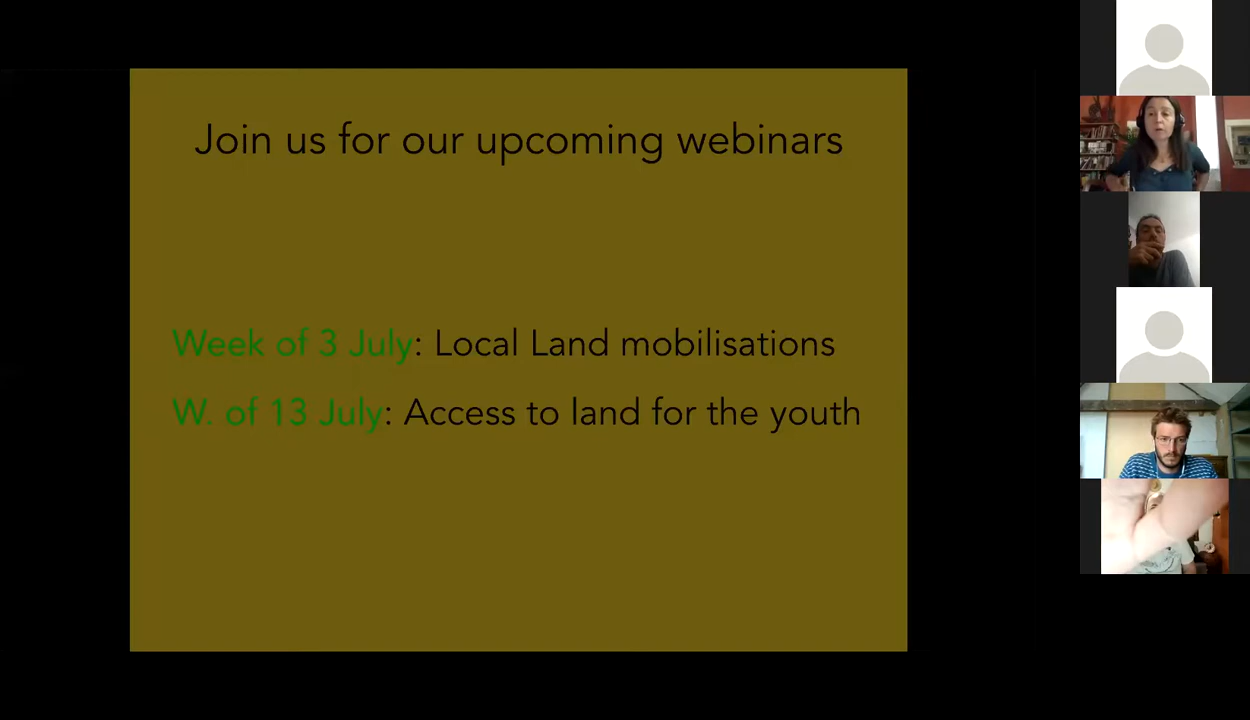 Join us for our upcoming webinars
Week of 3 July: Local Land mobilisations
W. of 13 July: Access to land for the youth